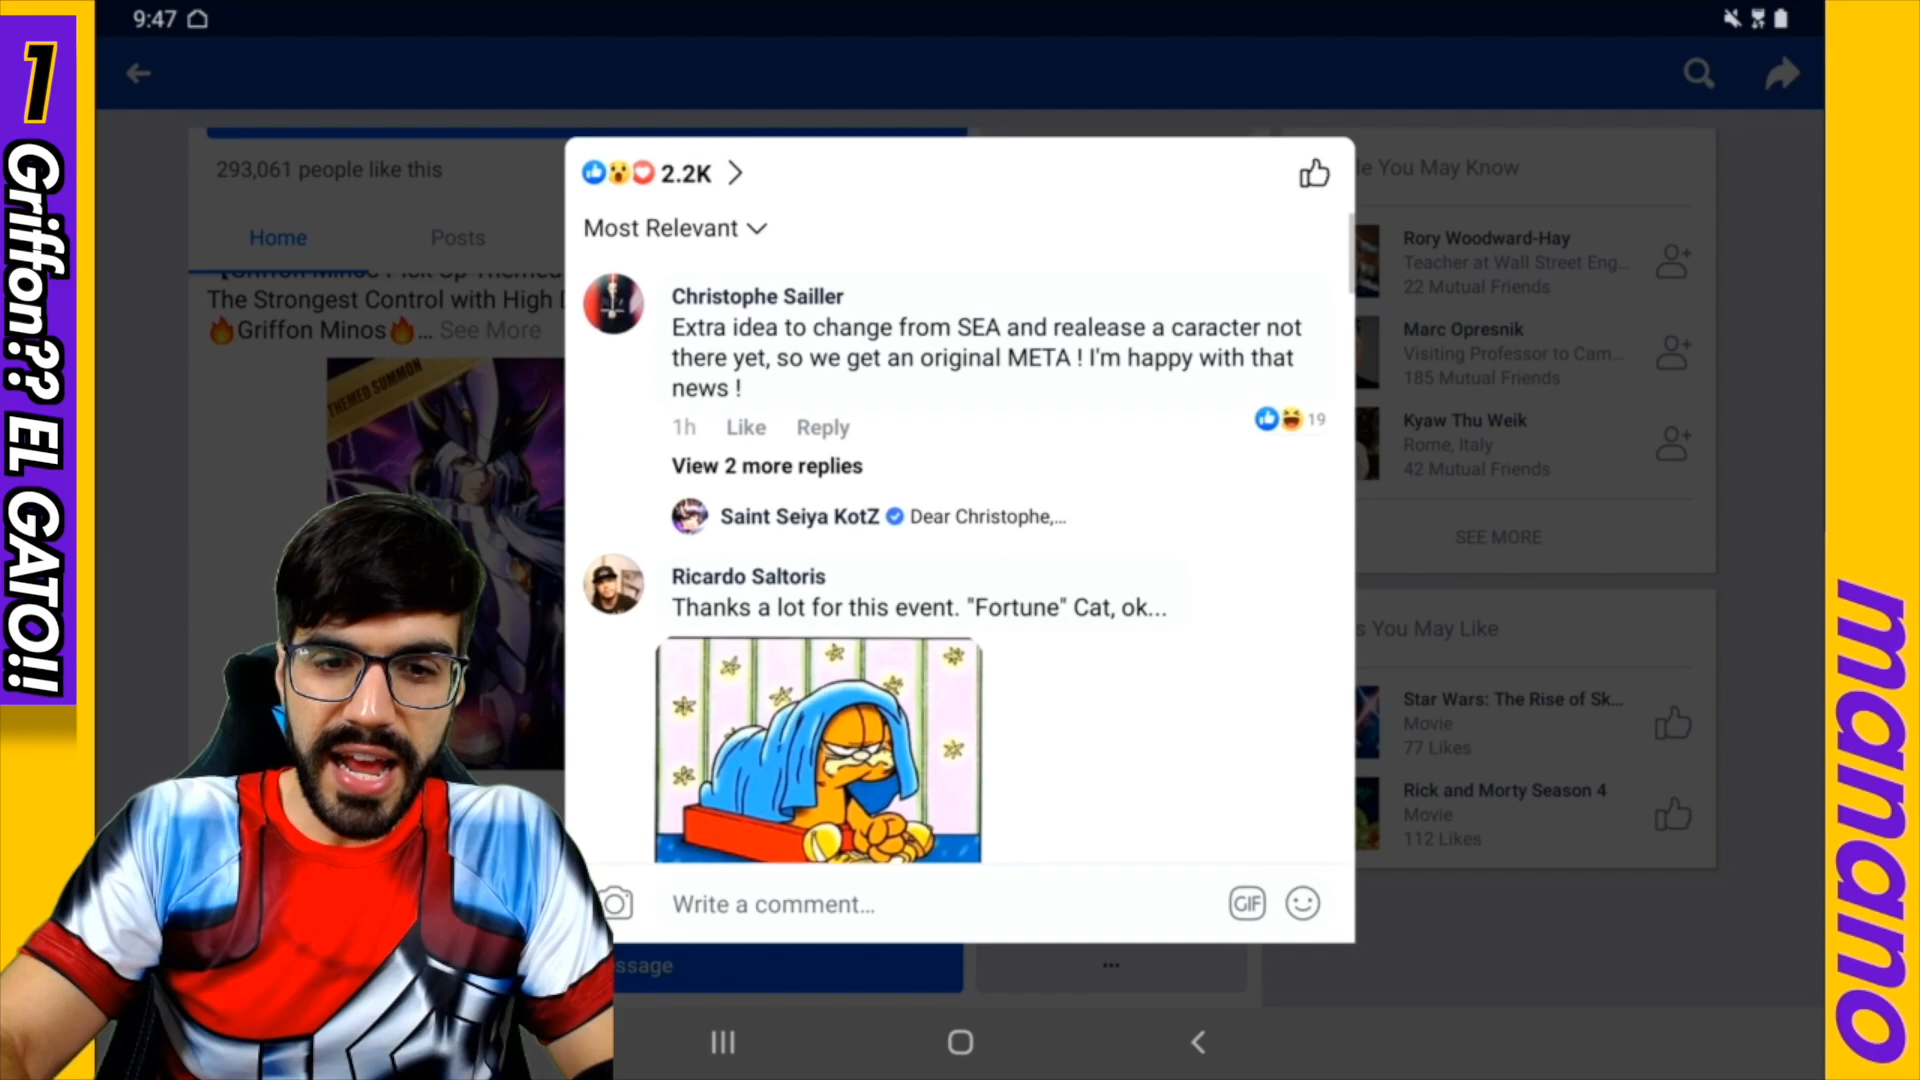 1 Griffon?? EL GATO!!
9:47
293,061 people like this
Home
Posts
The Strongest Control with High
🔥Griffon Minos🔥... See More
THEMED SUMMON
2.2K
Most Relevant
Christophe Sailler
Extra idea to change from SEA and realease a caracter not
there yet, so we get an original META ! I'm happy with that
news !
1h Like Reply
19
View 2 more replies
Saint Seiya KotZ Dear Christophe,...
Ricardo Saltoris
Thanks a lot for this event. "Fortune" Cat, ok...
Write a comment...
GIF
ssage
...
le You May Know
Rory Woodward-Hay
Teacher at Wall Street Eng...
22 Mutual Friends
Marc Opresnik
Visiting Professor to Cam...
185 Mutual Friends
Kyaw Thu Weik
Rome, Italy
42 Mutual Friends
SEE MORE
s You May Like
Star Wars: The Rise of Sk...
Movie
77 Likes
Rick and Morty Season 4
Movie
112 Likes
manano